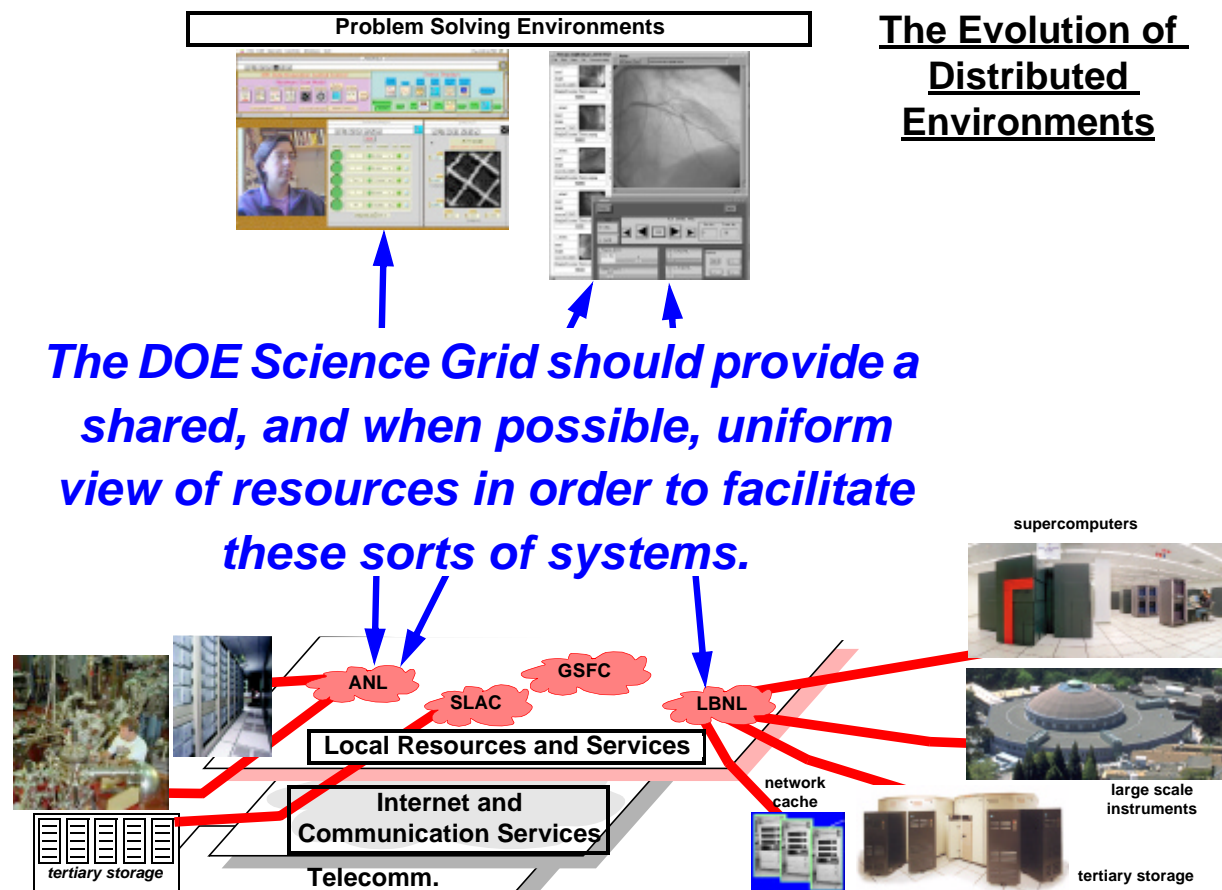 Problem Solving Environments
The Evolution of
Distributed
Environments
The DOE Science Grid should provide a
shared, and when possible, uniform
view of resources in order to facilitate
these sorts of systems.
supercomputers
ANL
GSFC
SLAC
LBNL
Local Resources and Services
network
cache
large scale
instruments
Internet and
Communication Services
tertiary storage
tertiary storage
Telecomm.